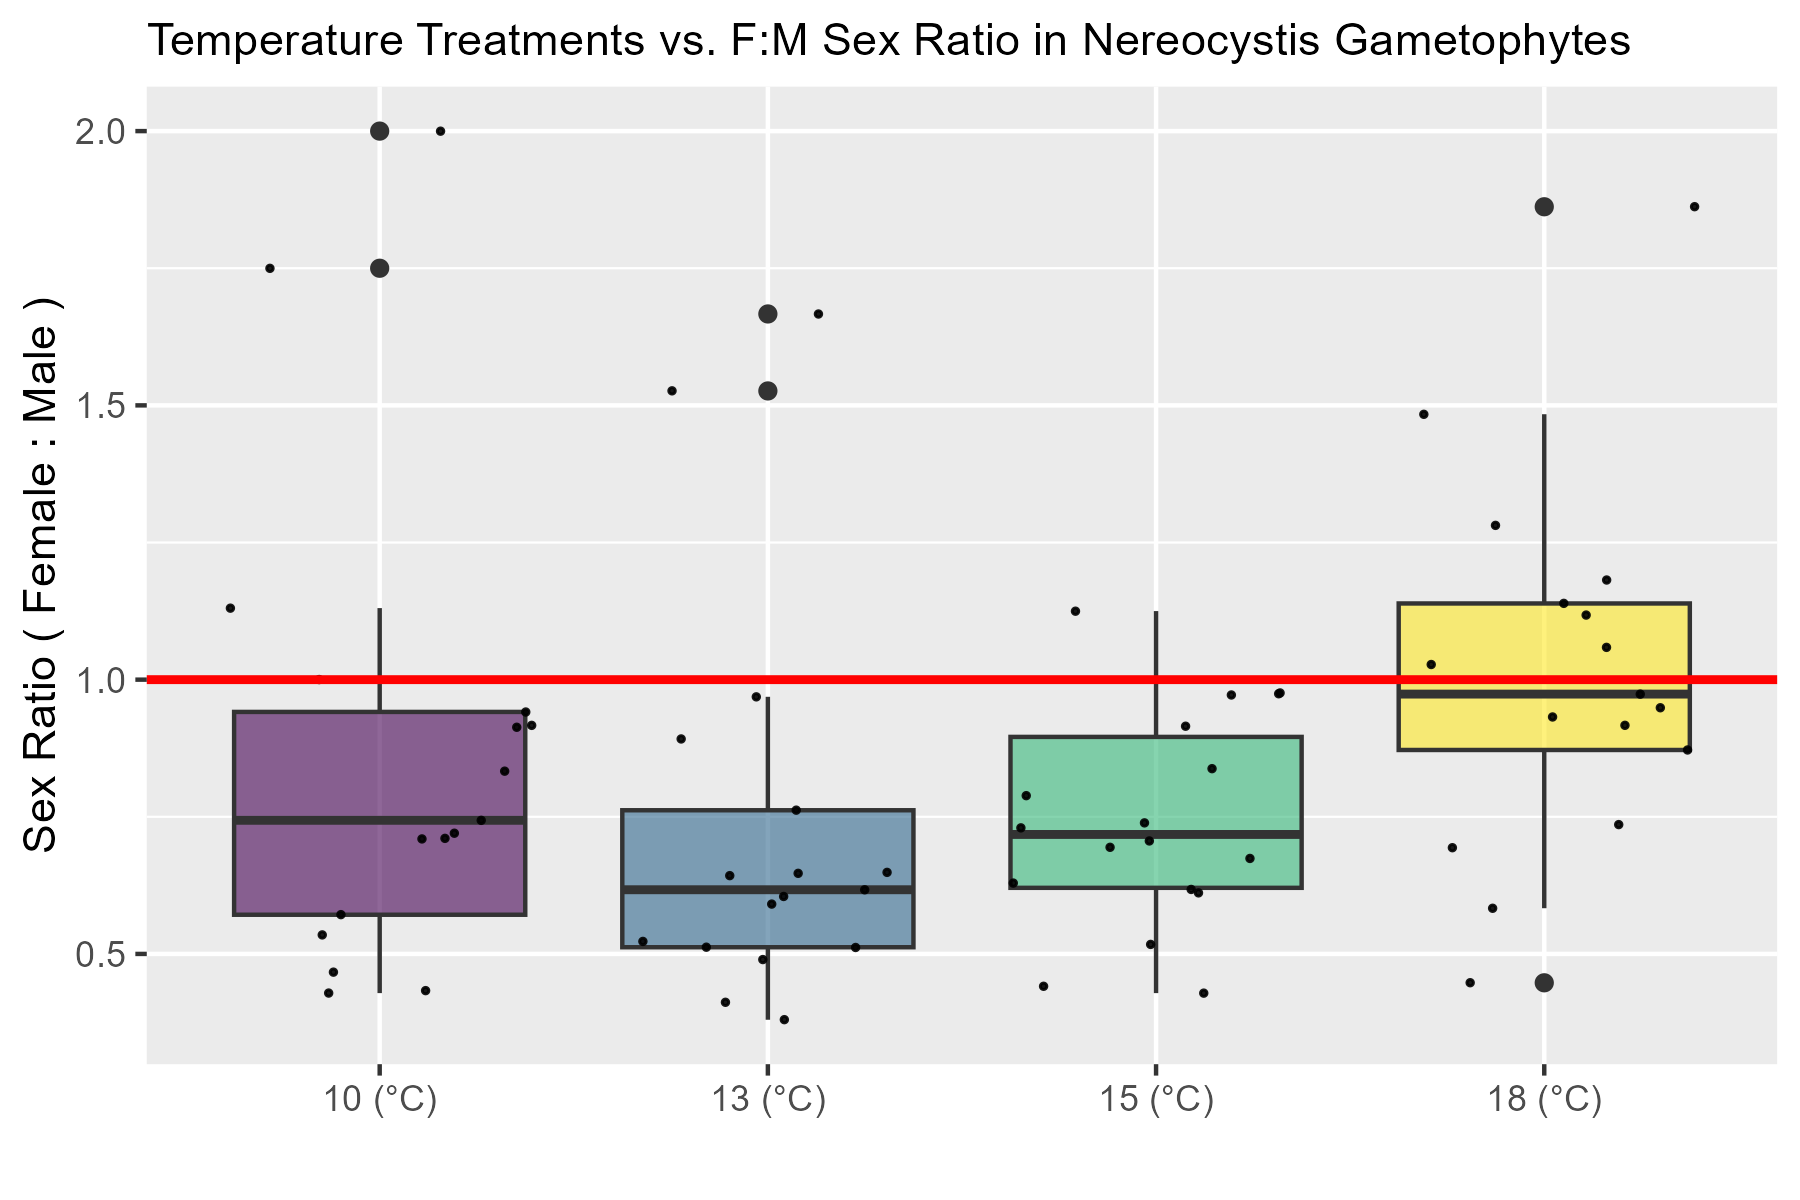 Temperature Treatments vs. F:M Sex Ratio in Nereocystis Gametophytes
Sex Ratio ( Female : Male )
2.0
1.5
1.0
0.5
10 (°C)
13 (°C)
15 (°C)
18 (°C)